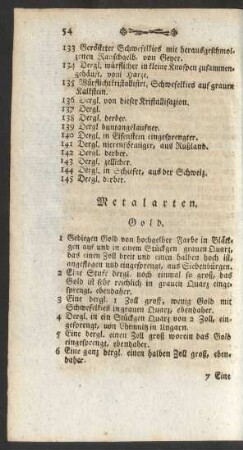 54
133 Gerösteter Schwefelkies mit herausgeschmol-
zenen Rauschgelb. von Geyer.
134 Dergl. würflicher in kleine Knospen zusammen-
gehäuft, vom Harze.
135 Würflichtkristallisirt, Schwefelkies auf grauen
Kalkstein.
136 Dergl. von dieser Kristallisazion.
137 Dergl.
138 Dergl. derber.
139 Dergl. buntangelaufner.
140 Dergl. in Eisenstein eingesprengter.
141 Dergl. nierenförmiger, aus Rußland.
142 Dergl. derber.
143 Dergl. zellicher.
144 Dergl. in Schiefer, aus der Schweiz.
145 Dergl. derber.
Metalarten.
Gold.
1 Gediegen Gold von hochgelber Farbe in Bläck-
gen auf und in einem Stückgen grauen Quarz,
das einen Zoll breit und einen halben hoch ist,
angeflogen und eingesprengt, aus Siebenbürgen.
2 Eine Stufe dergl. noch einmal so groß, das
Gold ist sehr reichlich in grauen Quarz einge-
sprengt, ebendaher.
3 Eine dergl. 1 Zoll groß, wenig Gold mit
Schwefelkies in grauen Quarz, ebendaher.
4 Dergl. in ein Stückgen Quarz von 2 Zoll, ein-
gesprengt, von Chemnitz in Ungarn.
5 Eine dergl. einen Zoll groß worein das Gold
eingesprengt, ebendaher.
6 Eine ganz dergl. einen halben Zoll groß, eben-
daher.
7 Eine